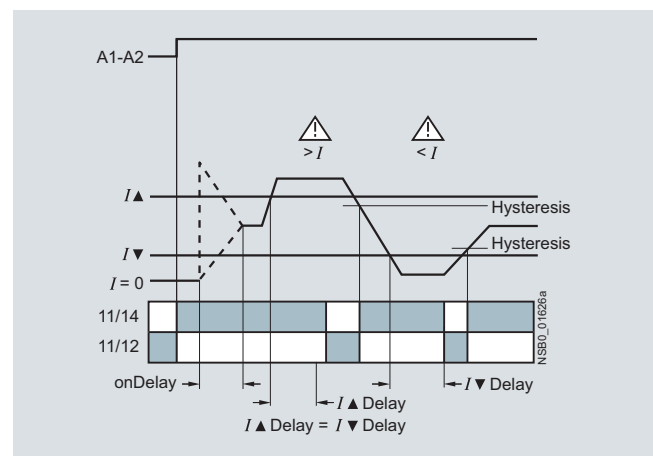 A1-A2
> I
< I
I▲
Hysteresis
Hysteresis
I▼
I = 0
11/14
11/12
NSB0_01626a
onDelay
I▼Delay
I▲Delay
I▲Delay = I▼Delay